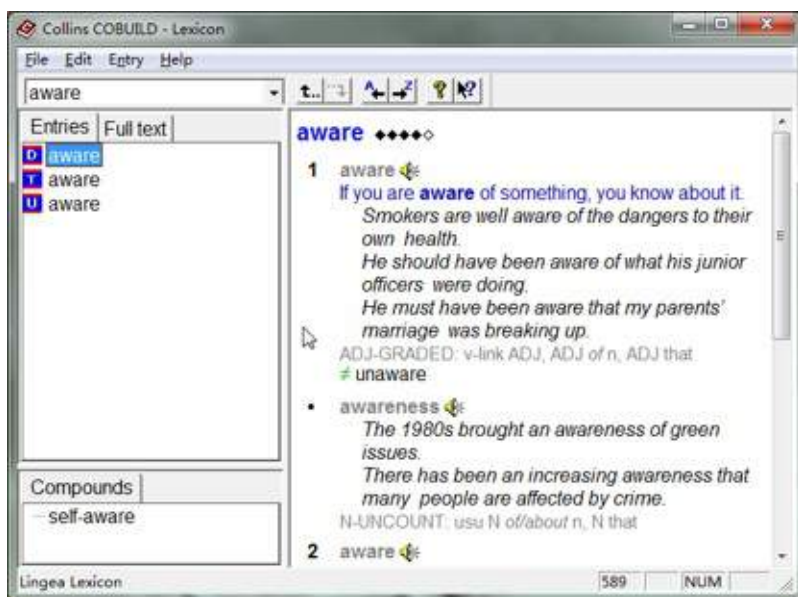 Collins COBUILD - Lexicon
File Edit Entry Help
aware
Entries Full text
D aware
T aware
U aware
Compounds
self-aware
aware ◆◆◆◆◇
1 aware
If you are aware of something, you know about it.
Smokers are well aware of the dangers to their
own health.
He should have been aware of what his junior
officers were doing.
He must have been aware that my parents'
marriage was breaking up.
ADJ-GRADED: v-link ADJ, ADJ of n, ADJ that
≠ unaware
• awareness
The 1980s brought an awareness of green
issues.
There has been an increasing awareness that
many people are affected by crime.
N-UNCOUNT: usu N of/about n, N that
2 aware
Lingea Lexicon 589 NUM